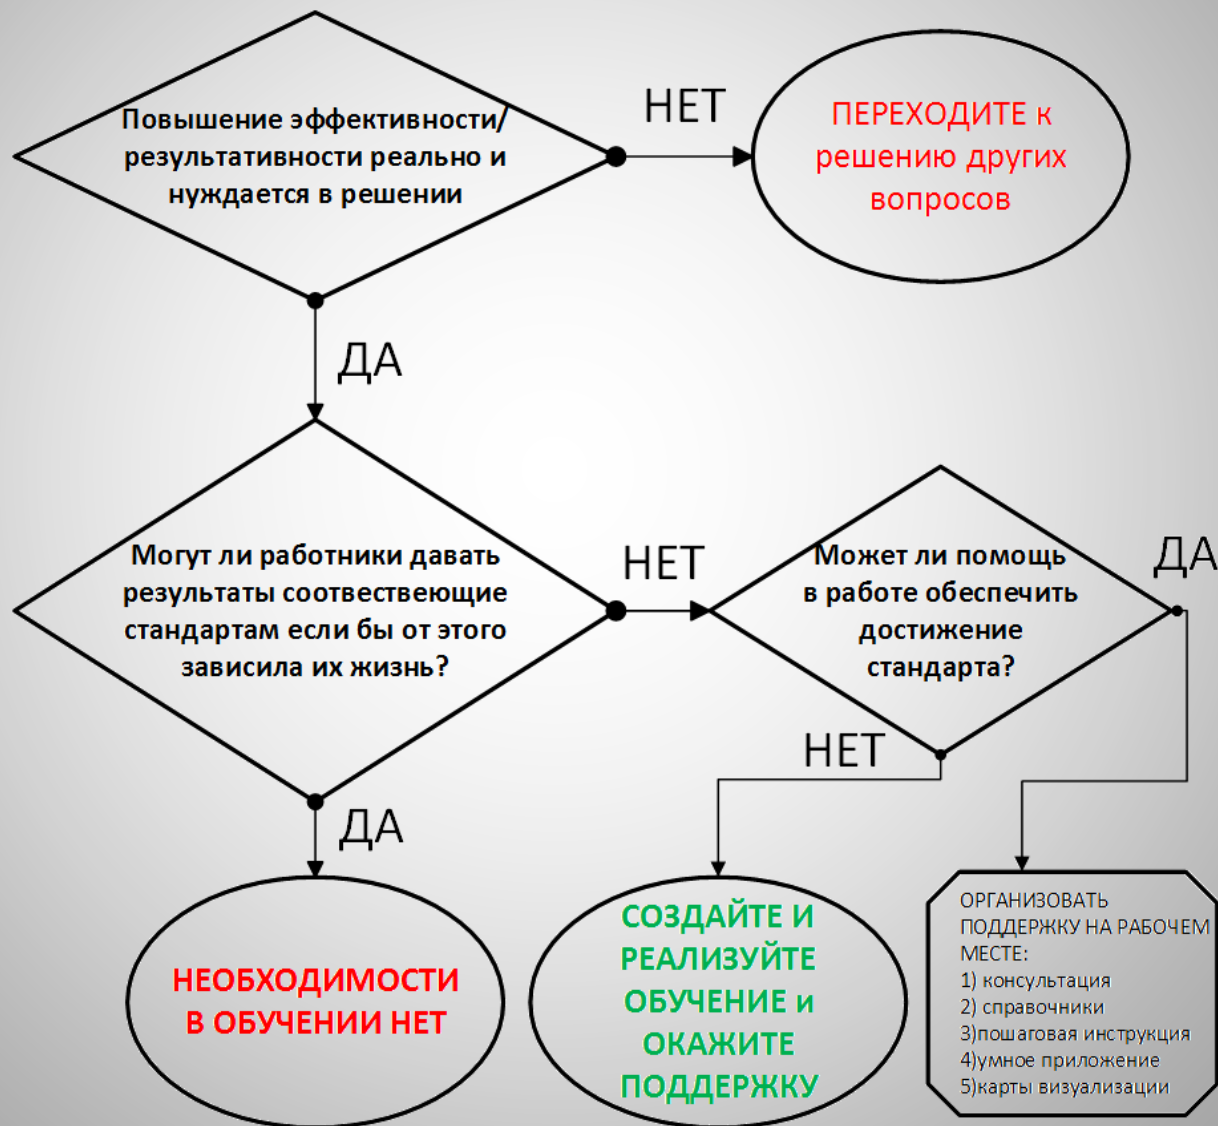 Повышение эффективности/
результативности реально и
нуждается в решении
НЕТ
ПЕРЕХОДИТЕ к
решению других
вопросов
ДА
Могут ли работники давать
результаты соотвествеющие
стандартам если бы от этого
зависила их жизнь?
НЕТ
Может ли помощь
в работе обеспечить
достижение
стандарта?
ДА
НЕТ
ДА
НЕОБХОДИМОСТИ
В ОБУЧЕНИИ НЕТ
СОЗДАЙТЕ И
РЕАЛИЗУЙТЕ
ОБУЧЕНИЕ и
ОКАЖИТЕ
ПОДДЕРЖКУ
ОРГАНИЗОВАТЬ
ПОДДЕРЖКУ НА РАБОЧЕМ
МЕСТЕ:
1) консультация
2) справочники
3)пошаговая инструкция
4)умное приложение
5)карты визуализации